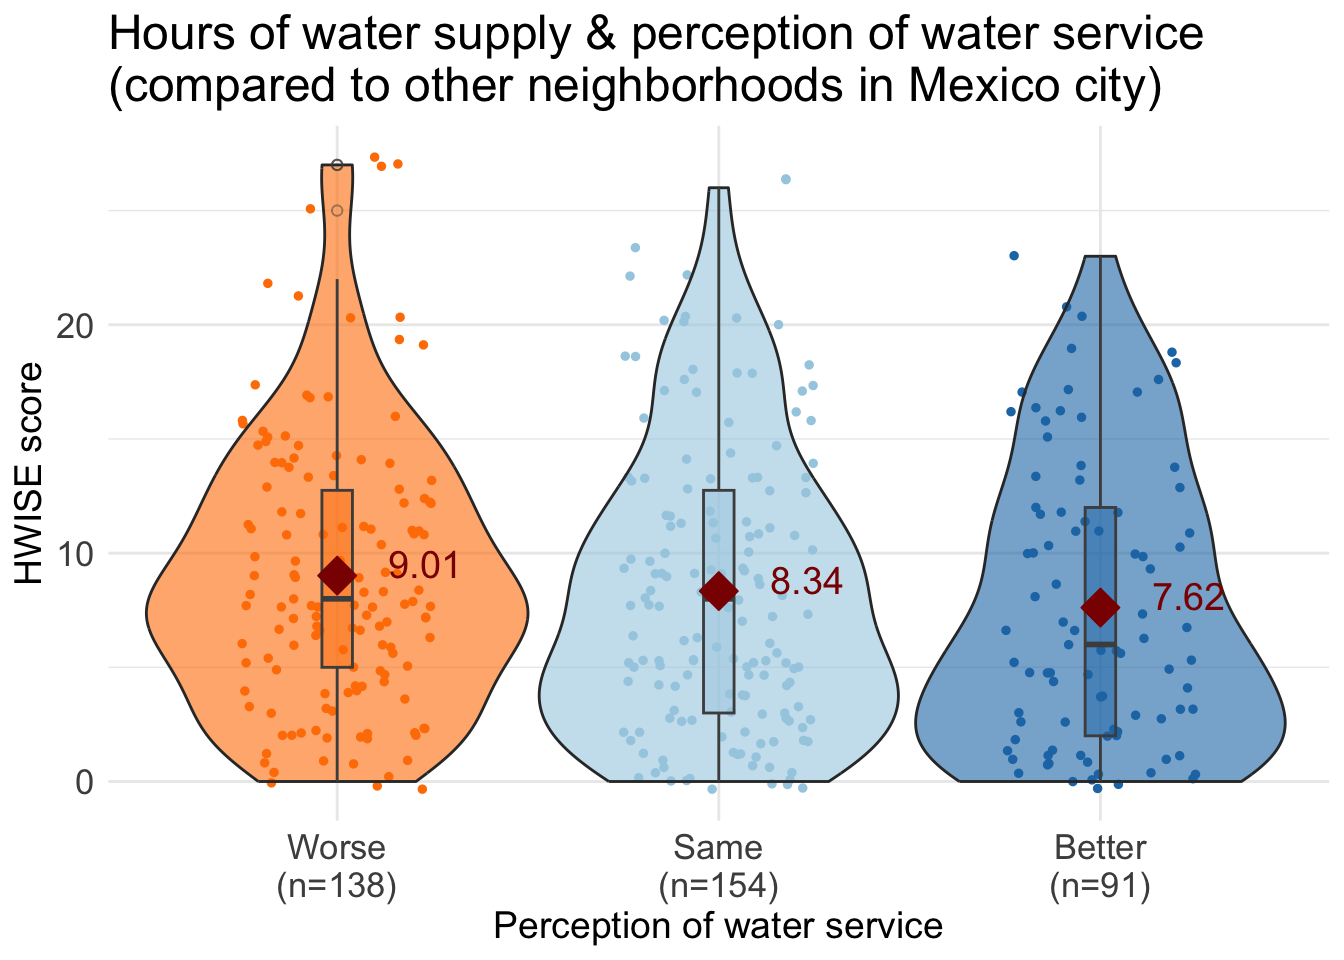 Hours of water supply & perception of water service
(compared to other neighborhoods in Mexico city)
HWISE score
20
10
0
9.01
8.34
7.62
Worse
(n=138)
Same
(n=154)
Better
(n=91)
Perception of water service